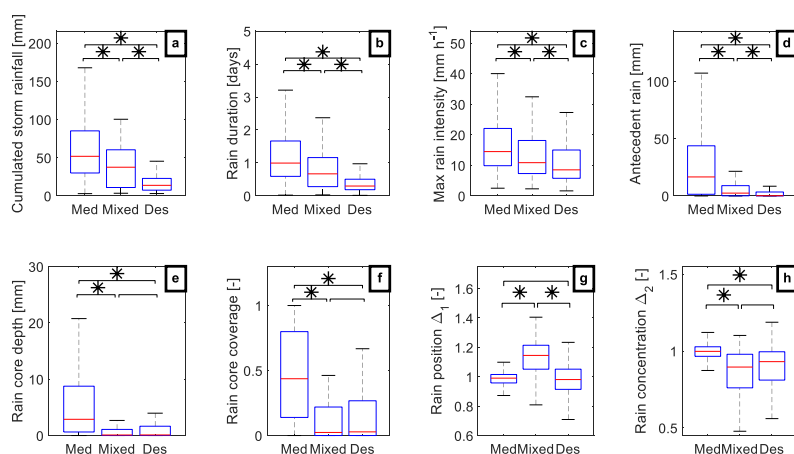 Cumulated storm rainfall [mm]
200
150
100
50
0
a
Med Mixed Des
Rain duration [days]
5
4
3
2
1
0
b
Med Mixed Des
Max rain intensity [mm h⁻¹]
50
40
30
20
10
0
c
Med Mixed Des
Antecedent rain [mm]
100
50
0
d
Med Mixed Des
Rain core depth [mm]
30
20
10
0
e
Med Mixed Des
Rain core coverage [-]
1
0.5
0
f
Med Mixed Des
Rain position Δ₁ [-]
1.6
1.4
1.2
1
0.8
0.6
g
Med Mixed Des
Rain concentration Δ₂ [-]
1.5
1
0.5
h
Med Mixed Des